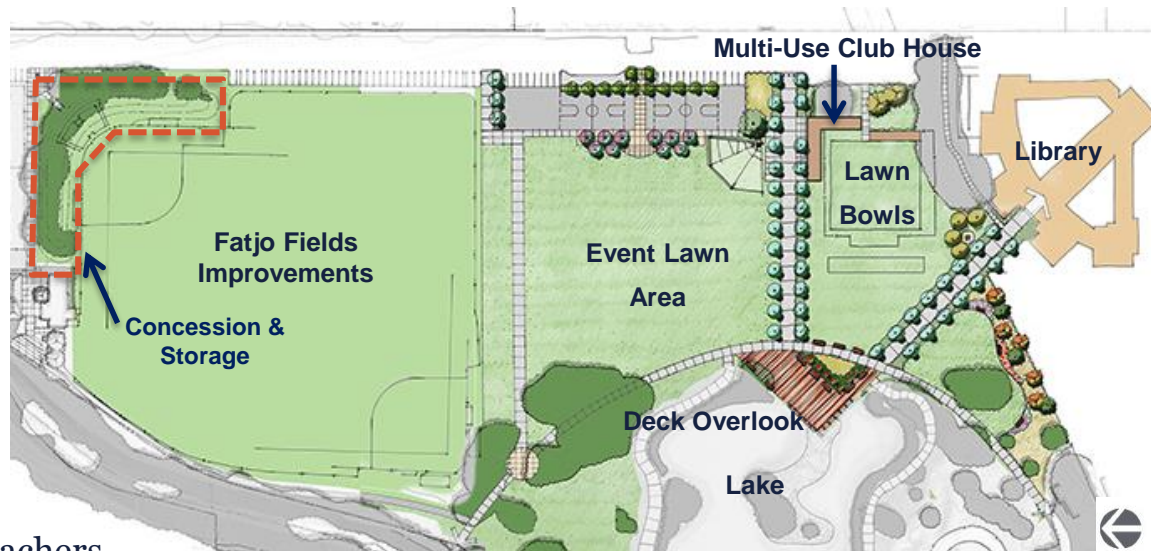 Multi-Use Club House
Library
Lawn
Bowls
Fatjo Fields
Improvements
Event Lawn
Area
Concession &
Storage
Deck Overlook
Lake